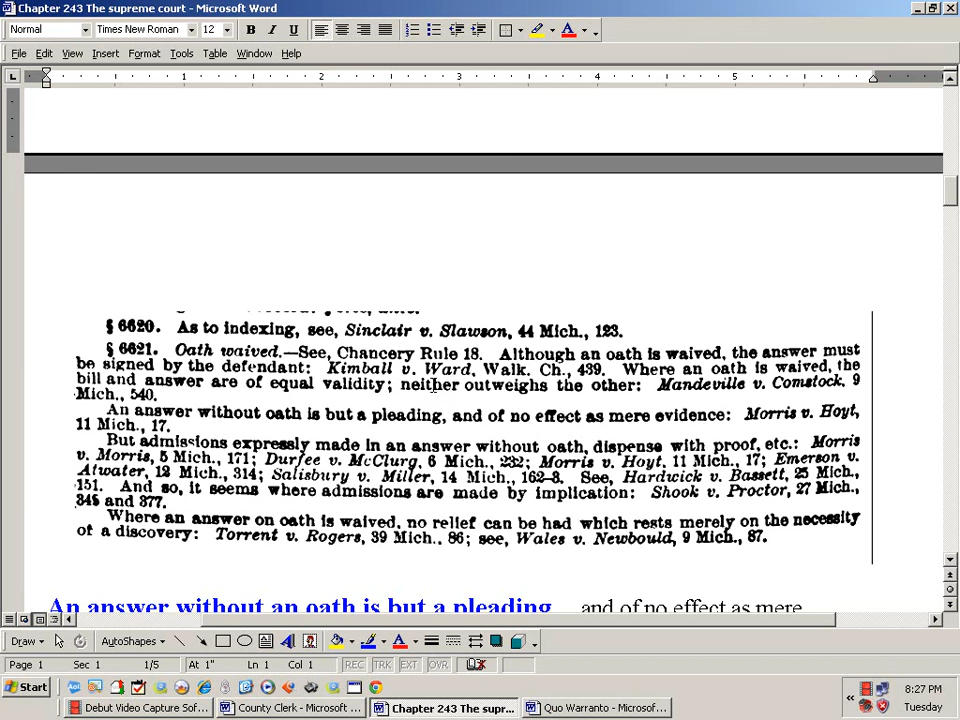 Chapter 243 The supreme court - Microsoft Word
Normal Times New Roman 12 B I U
File Edit View Insert Format Tools Table Window Help
1 2 3 4 5
§ 6620. As to indexing, see, Sinclair v. Slawson, 44 Mich., 123.
§ 6621. Oath waived.—See, Chancery Rule 18. Although an oath is waived, the answer must
be signed by the defendant: Kimball v. Ward, Walk. Ch., 439. Where an oath is waived, the
bill and answer are of equal validity; neither outweighs the other: Mandeville v. Comstock, 9
Mich., 540.
An answer without oath is but a pleading, and of no effect as mere evidence: Morris v. Hoyt,
11 Mich., 17.
But admissions expressly made in an answer without oath, dispense with proof, etc.: Morris
v. Morris, 5 Mich., 171; Durfee v. McClurg, 6 Mich., 232; Morris v. Hoyt, 11 Mich., 17; Emerson v.
Atwater, 12 Mich., 314; Salisbury v. Miller, 14 Mich., 162-3. See, Hardwick v. Bassett, 25 Mich.,
151. And so, it seems where admissions are made by implication: Shook v. Proctor, 27 Mich.,
348 and 377.
Where an answer on oath is waived, no relief can be had which rests merely on the necessity
of a discovery: Torrent v. Rogers, 39 Mich., 86; see, Wales v. Newbould, 9 Mich., 87.
An answer without an oath is but a pleading and of no effect as mere
Draw AutoShapes
Page 1 Sec 1 1/5 At 1" Ln 1 Col 1 REC TRK EXT OVR
Start 8:27 PM
Debut Video Capture Sof... County Clerk - Microsoft ... Chapter 243 The supr... Quo Warranto - Microsof... Tuesday